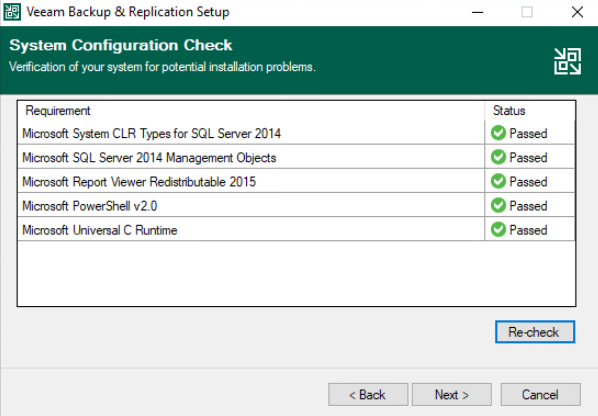 Veeam Backup & Replication Setup
System Configuration Check
Verification of your system for potential installation problems.
Requirement Status
Microsoft System CLR Types for SQL Server 2014 Passed
Microsoft SQL Server 2014 Management Objects Passed
Microsoft Report Viewer Redistributable 2015 Passed
Microsoft PowerShell v2.0 Passed
Microsoft Universal C Runtime Passed
Re-check
< Back Next > Cancel